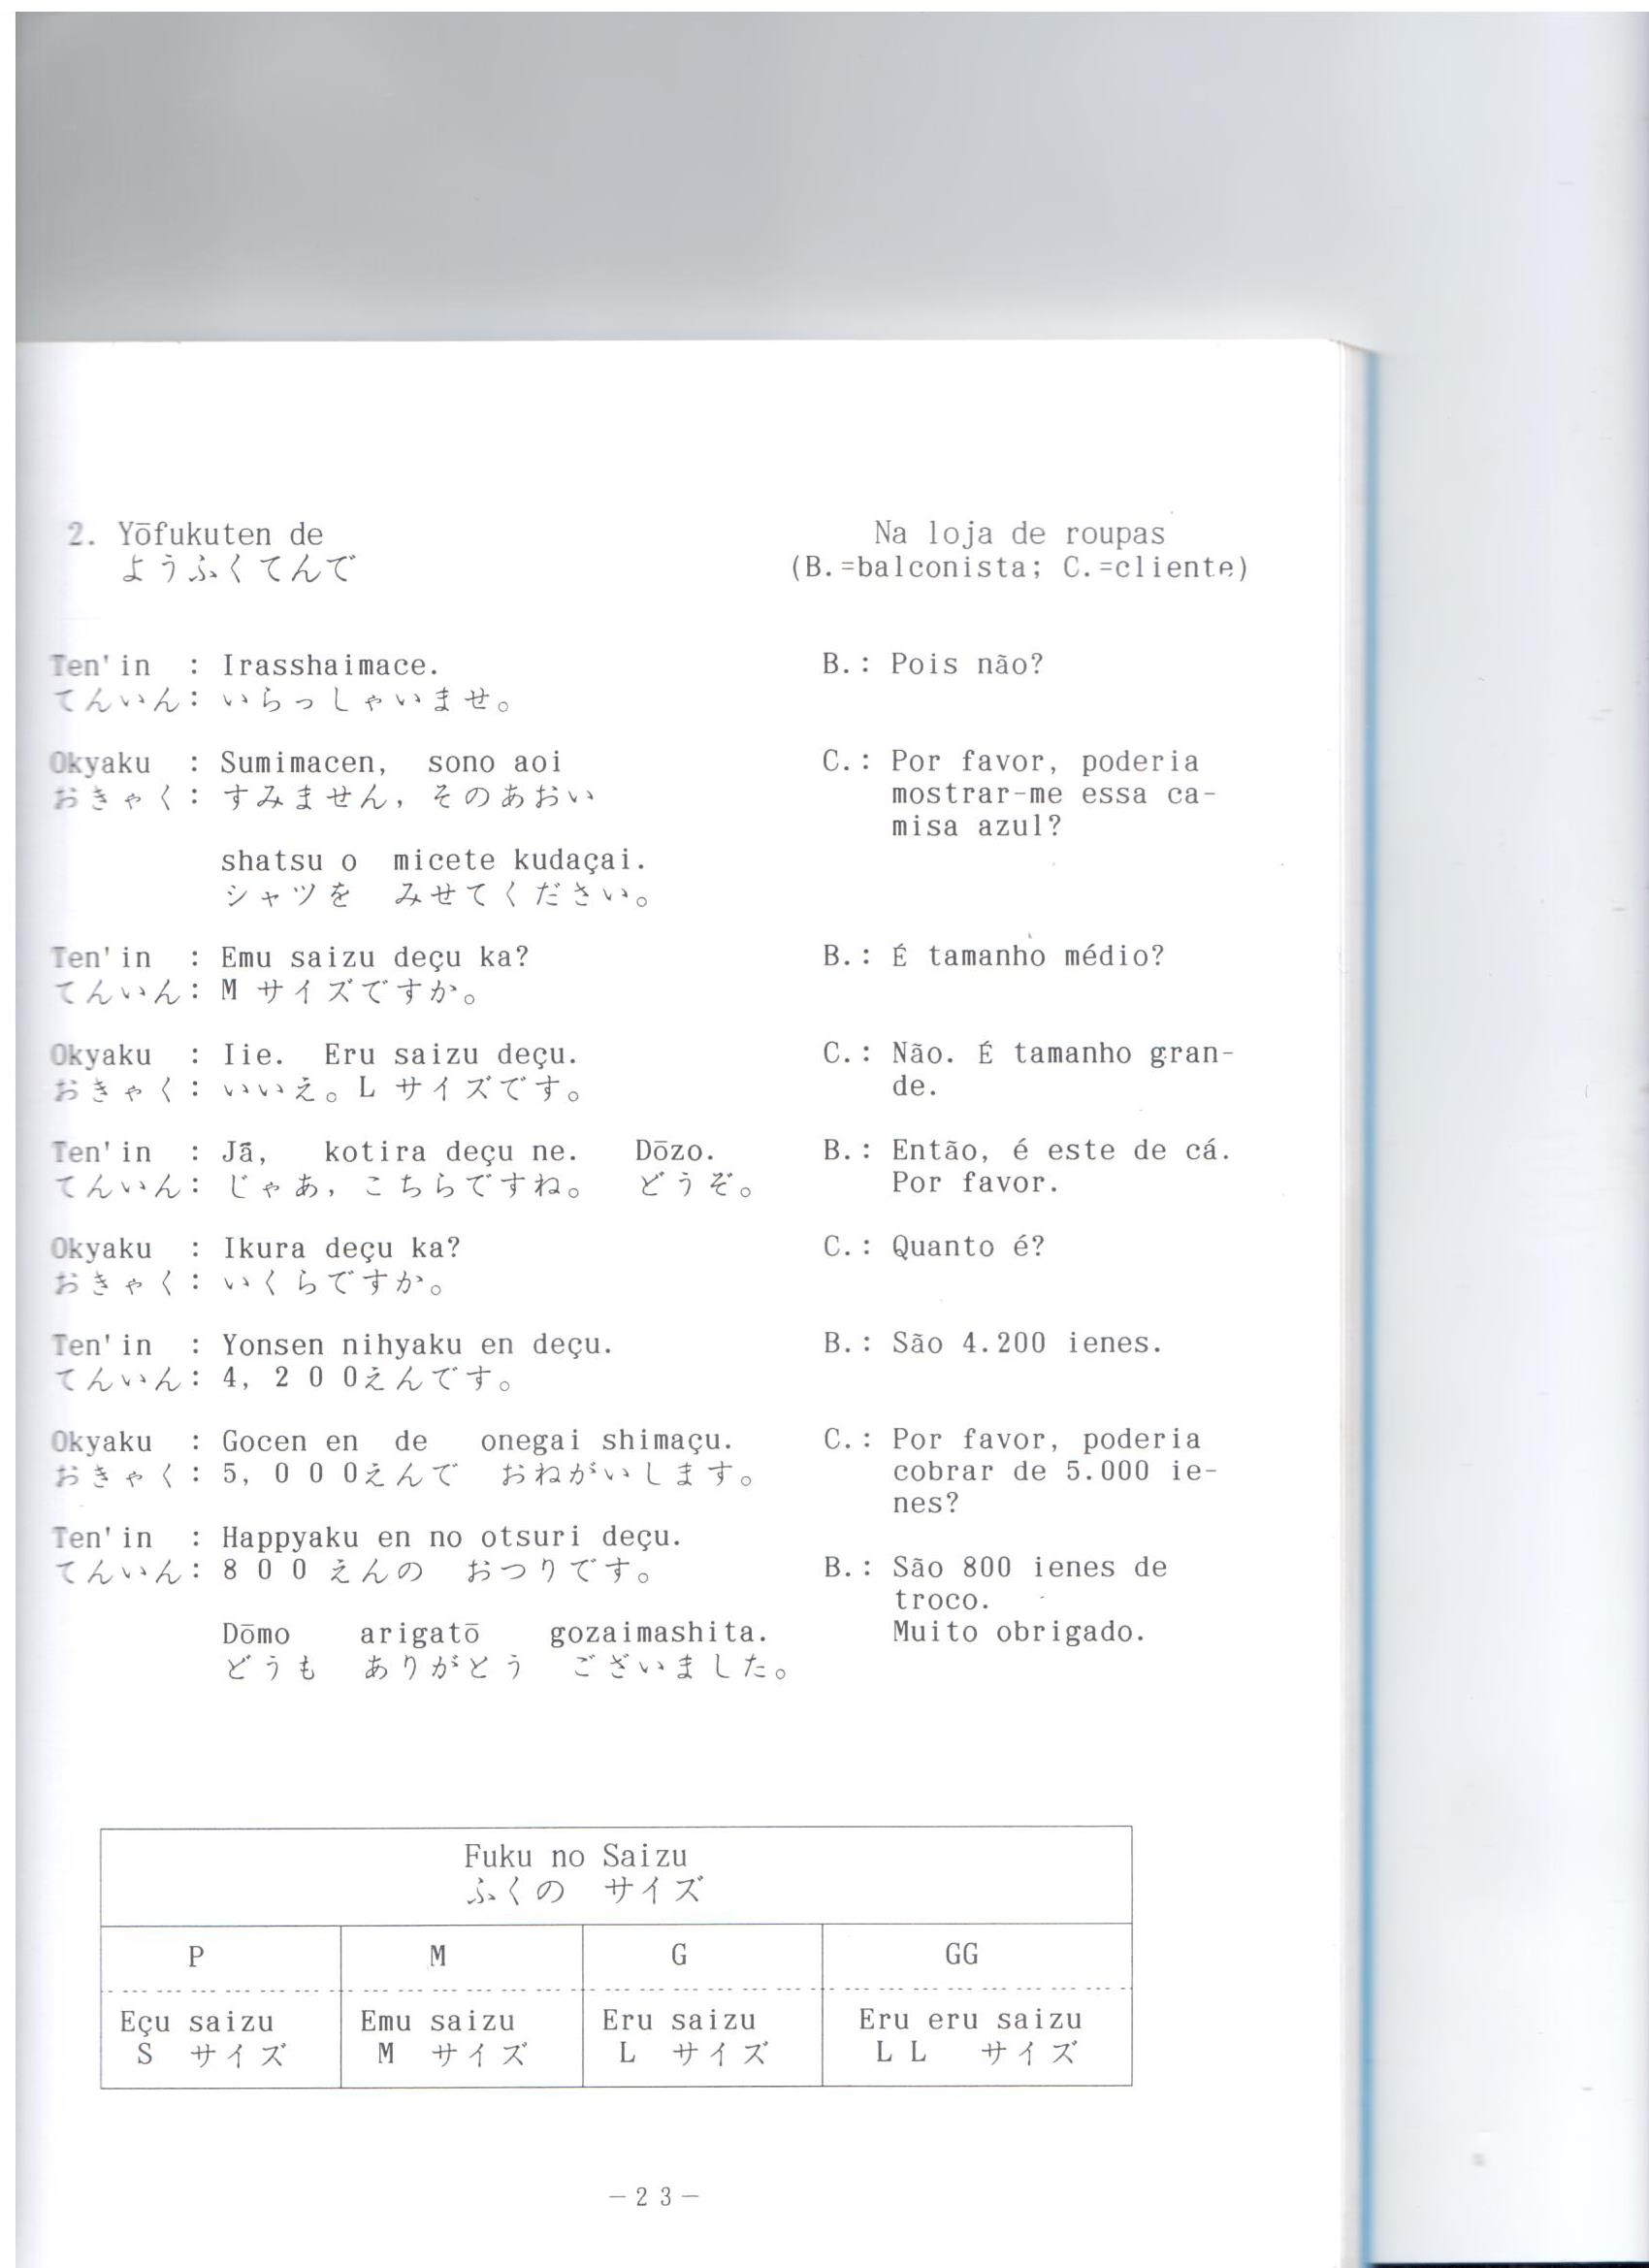 2. Yōfukuten de
ようふくてんで
Na loja de roupas
(B.=balconista; C.=cliente)
Ten'in : Irasshaimace.
てんいん: いらっしゃいませ。
B.: Pois não?
Okyaku : Sumimacen, sono aoi
おきゃく: すみません, そのあおい
shatsu o micete kudaçai.
シャツを みせてください。
C.: Por favor, poderia
mostrar-me essa ca-
misa azul?
Ten'in : Emu saizu deçu ka?
てんいん: M サイズですか。
B.: É tamanho médio?
Okyaku : Iie. Eru saizu deçu.
おきゃく: いいえ。L サイズです。
C.: Não. É tamanho gran-
de.
Ten'in : Jā, kotira deçu ne. Dōzo.
てんいん: じゃあ, こちらですね。 どうぞ。
B.: Então, é este de cá.
Por favor.
Okyaku : Ikura deçu ka?
おきゃく: いくらですか。
C.: Quanto é?
Ten'in : Yonsen nihyaku en deçu.
てんいん: 4, 2 0 0えんです。
B.: São 4.200 ienes.
Okyaku : Gocen en de onegai shimaçu.
おきゃく: 5, 0 0 0えんで おねがいします。
C.: Por favor, poderia
cobrar de 5.000 ie-
nes?
Ten'in : Happyaku en no otsuri deçu.
てんいん: 8 0 0 えんの おつりです。
Dōmo arigatō gozaimashita.
どうも ありがとう ございました。
B.: São 800 ienes de
troco.
Muito obrigado.
Fuku no Saizu
ふくの サイズ
P M G GG
Eçu saizu Emu saizu Eru saizu Eru eru saizu
S サイズ M サイズ L サイズ L L サイズ
－2 3－